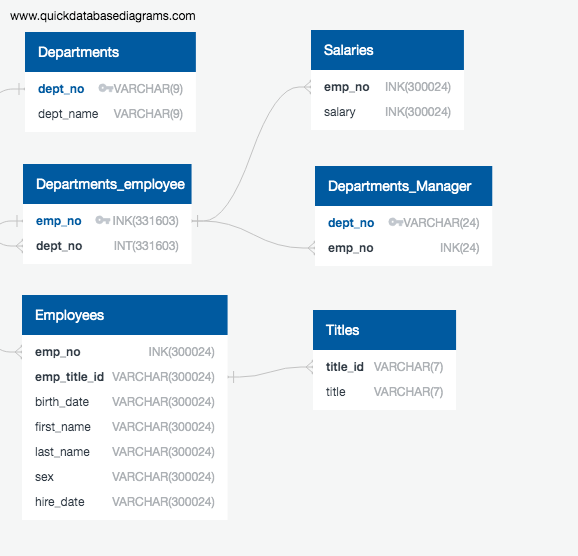 www.quickdatabasediagrams.com
Departments
dept_no VARCHAR(9)
dept_name VARCHAR(9)
Salaries
emp_no INK(300024)
salary INK(300024)
Departments_employee
emp_no INK(331603)
dept_no INT(331603)
Departments_Manager
dept_no VARCHAR(24)
emp_no INK(24)
Employees
emp_no INK(300024)
emp_title_id VARCHAR(300024)
birth_date VARCHAR(300024)
first_name VARCHAR(300024)
last_name VARCHAR(300024)
sex VARCHAR(300024)
hire_date VARCHAR(300024)
Titles
title_id VARCHAR(7)
title VARCHAR(7)